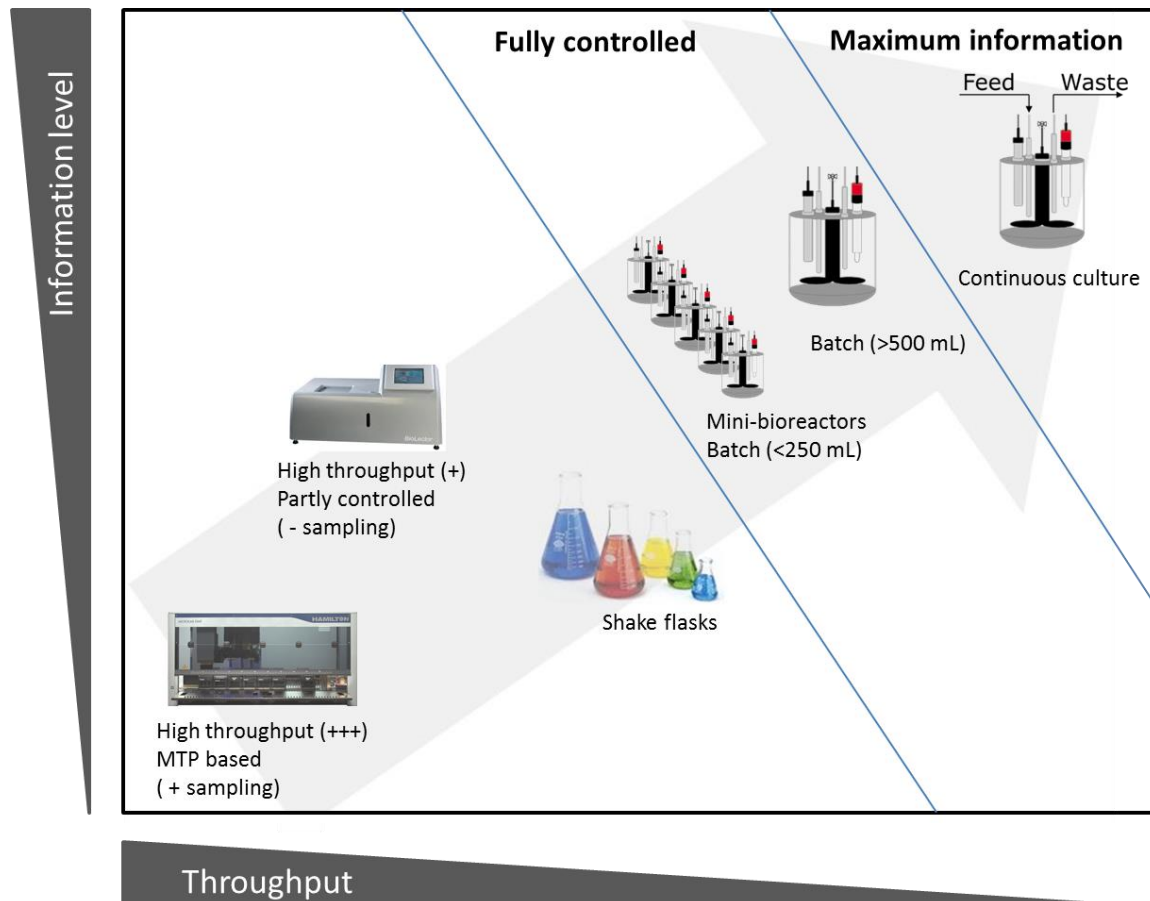 Information level
Fully controlled
Maximum information
Feed
Waste
Continuous culture
Batch (>500 mL)
Mini-bioreactors
Batch (<250 mL)
High throughput (+)
Partly controlled
( - sampling)
Shake flasks
HAMILTON
High throughput (+++)
MTP based
( + sampling)
Throughput